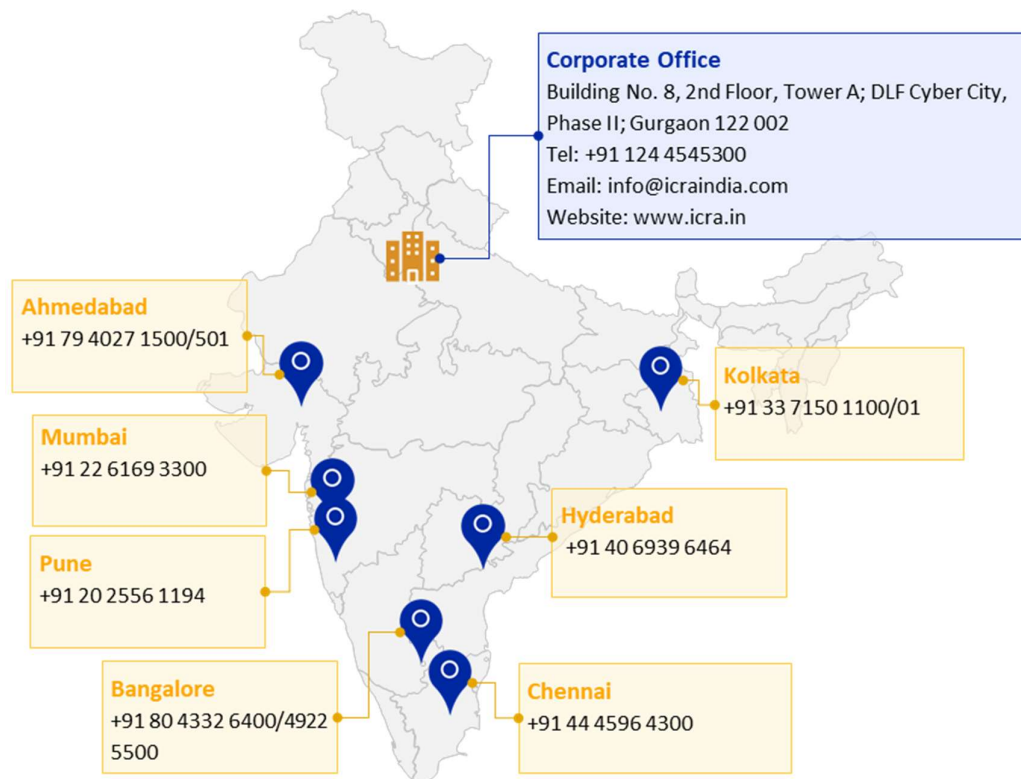 Corporate Office
Building No. 8, 2nd Floor, Tower A; DLF Cyber City,
Phase II; Gurgaon 122 002
Tel: +91 124 4545300
Email: info@icraindia.com
Website: www.icra.in
Ahmedabad
+91 79 4027 1500/501
Kolkata
+91 33 7150 1100/01
Mumbai
+91 22 6169 3300
Hyderabad
+91 40 6939 6464
Pune
+91 20 2556 1194
Bangalore
+91 80 4332 6400/4922
5500
Chennai
+91 44 4596 4300